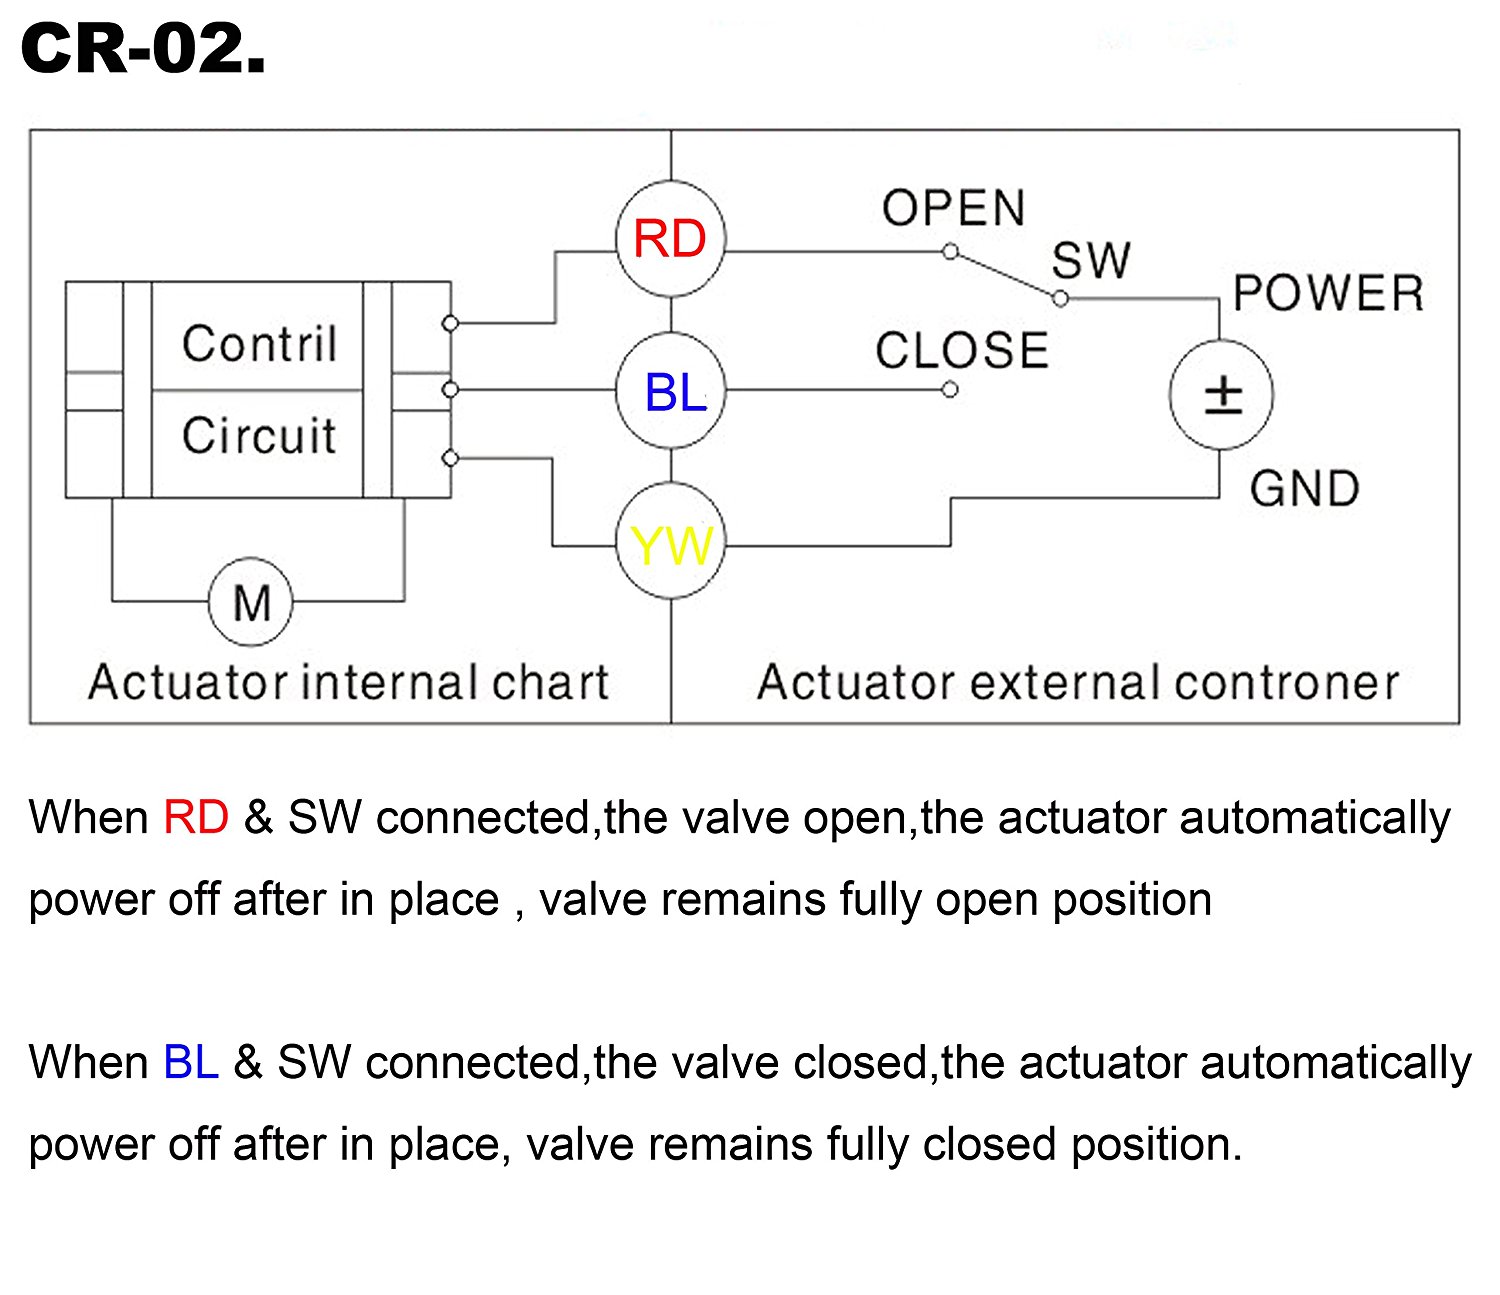 CR-02.
OPEN
RD
SW
POWER
Contril
CLOSE
BL
±
Circuit
GND
YW
M
Actuator internal chart
Actuator external controner
When RD & SW connected,the valve open,the actuator automatically
power off after in place , valve remains fully open position
When BL & SW connected,the valve closed,the actuator automatically
power off after in place, valve remains fully closed position.